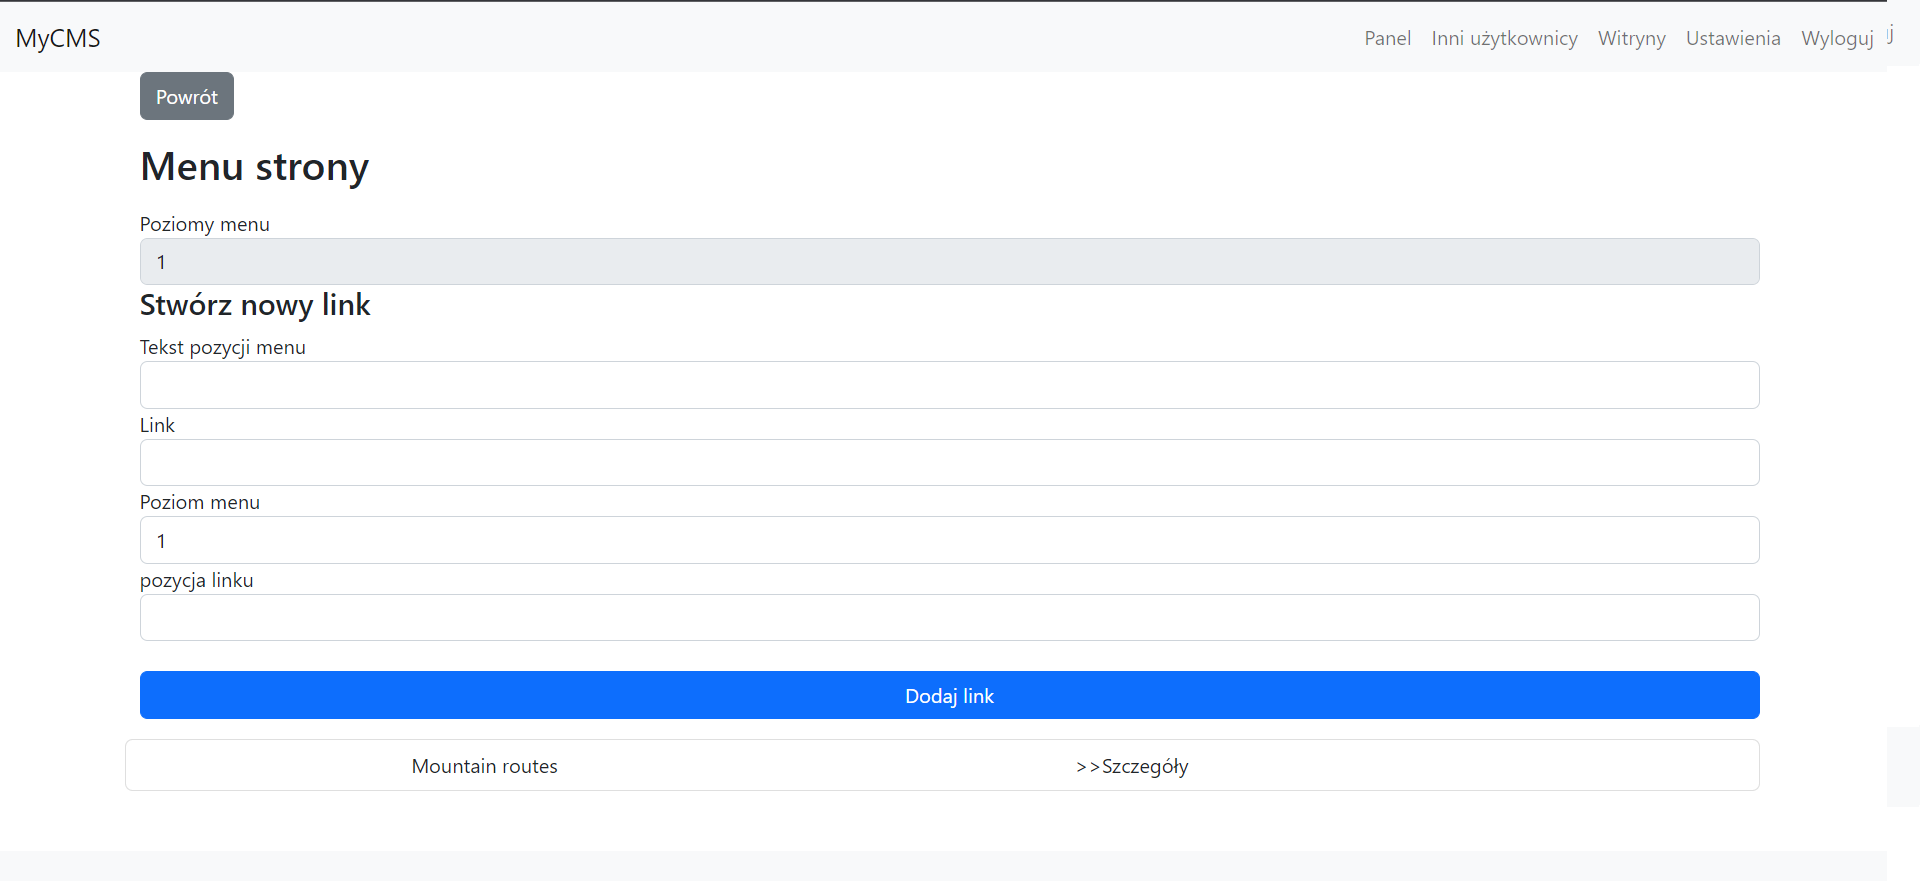 MyCMS Panel Inni użytkownicy Witryny Ustawienia Wyloguj
Powrót
Menu strony
Poziomy menu
1
Stwórz nowy link
Tekst pozycji menu
Link
Poziom menu
1
pozycja linku
Dodaj link
Mountain routes >>Szczegóły